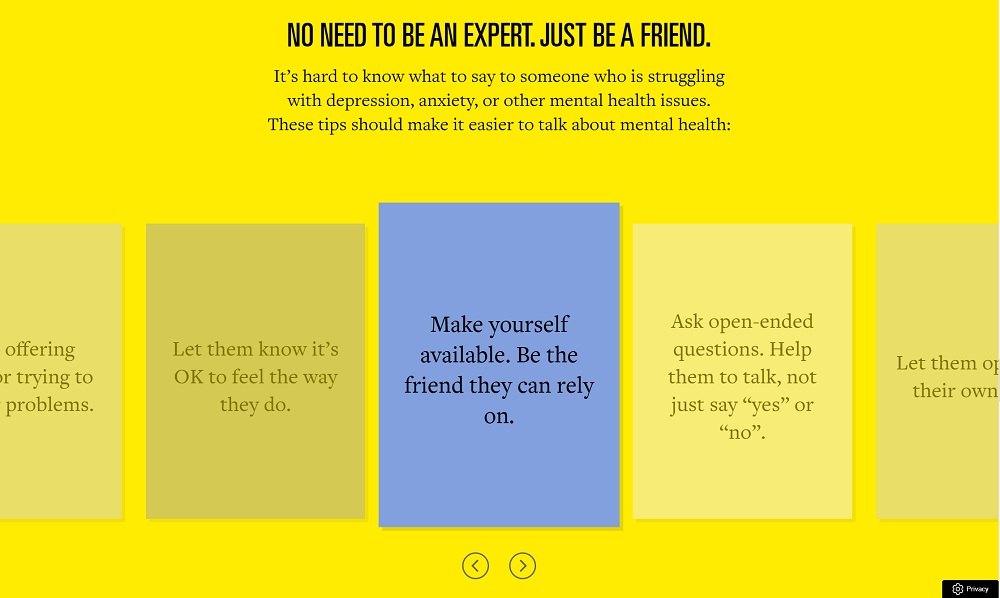 NO NEED TO BE AN EXPERT. JUST BE A FRIEND.
It’s hard to know what to say to someone who is struggling
with depression, anxiety, or other mental health issues.
These tips should make it easier to talk about mental health:
offering
or trying to
problems.
Let them know it’s
OK to feel the way
they do.
Make yourself
available. Be the
friend they can rely
on.
Ask open-ended
questions. Help
them to talk, not
just say “yes” or
“no”.
Let them
their own
Privacy